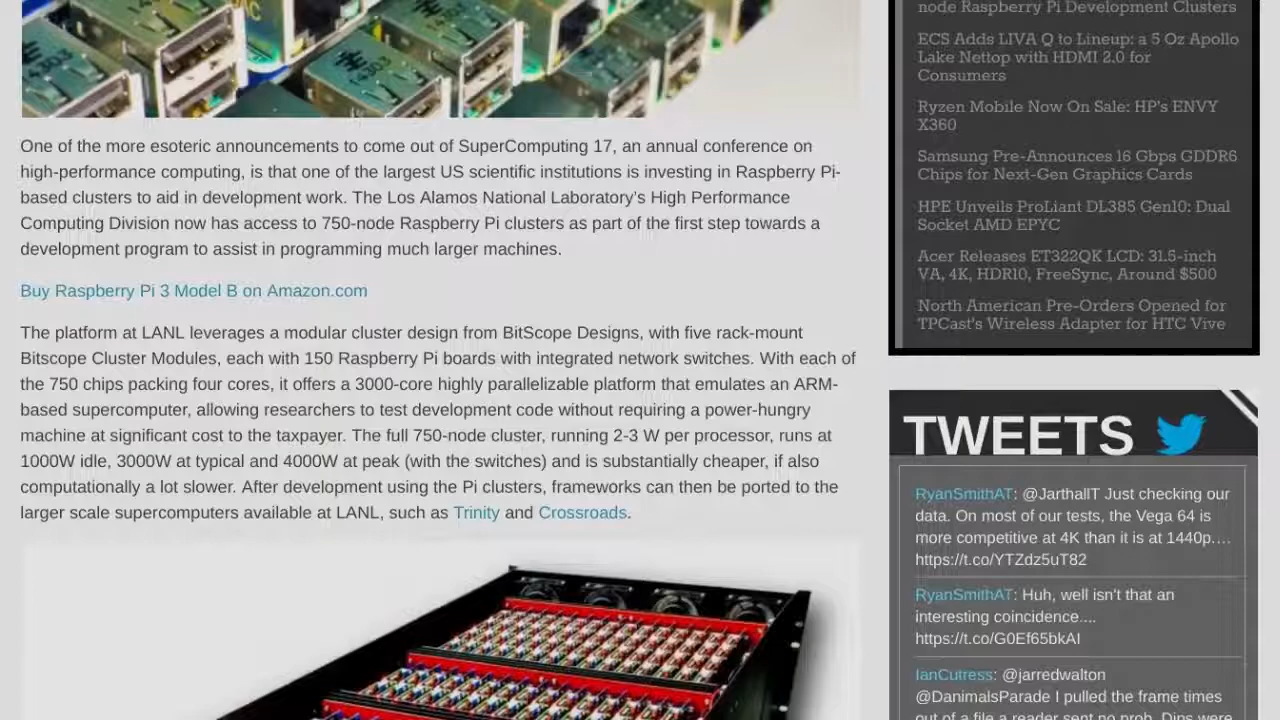 One of the more esoteric announcements to come out of SuperComputing 17, an annual conference on
high-performance computing, is that one of the largest US scientific institutions is investing in Raspberry Pi-
based clusters to aid in development work. The Los Alamos National Laboratory's High Performance
Computing Division now has access to 750-node Raspberry Pi clusters as part of the first step towards a
development program to assist in programming much larger machines.
Buy Raspberry Pi 3 Model B on Amazon.com
The platform at LANL leverages a modular cluster design from BitScope Designs, with five rack-mount
Bitscope Cluster Modules, each with 150 Raspberry Pi boards with integrated network switches. With each of
the 750 chips packing four cores, it offers a 3000-core highly parallelizable platform that emulates an ARM-
based supercomputer, allowing researchers to test development code without requiring a power-hungry
machine at significant cost to the taxpayer. The full 750-node cluster, running 2-3 W per processor, runs at
1000W idle, 3000W at typical and 4000W at peak (with the switches) and is substantially cheaper, if also
computationally a lot slower. After development using the Pi clusters, frameworks can then be ported to the
larger scale supercomputers available at LANL, such as Trinity and Crossroads.
node Raspberry Pi Development Clusters
ECS Adds LIVA Q to Lineup: a 5 Oz Apollo
Lake Nettop with HDMI 2.0 for
Consumers
Ryzen Mobile Now On Sale: HP's ENVY
X360
Samsung Pre-Announces 16 Gbps GDDR6
Chips for Next-Gen Graphics Cards
HPE Unveils ProLiant DL385 Gen10: Dual
Socket AMD EPYC
Acer Releases ET322QK LCD: 31.5-inch
VA, 4K, HDR10, FreeSync, Around $500
North American Pre-Orders Opened for
TPCast's Wireless Adapter for HTC Vive
TWEETS
RyanSmithAT: @JarthallT Just checking our
data. On most of our tests, the Vega 64 is
more competitive at 4K than it is at 1440p....
https://t.co/YTZdz5uT82
RyanSmithAT: Huh, well isn't that an
interesting coincidence....
https://t.co/G0Ef65bkAI
IanCutress: @jarredwalton
@DanimalsParade I pulled the frame times
out of a file a reader sent no prob. Dips were